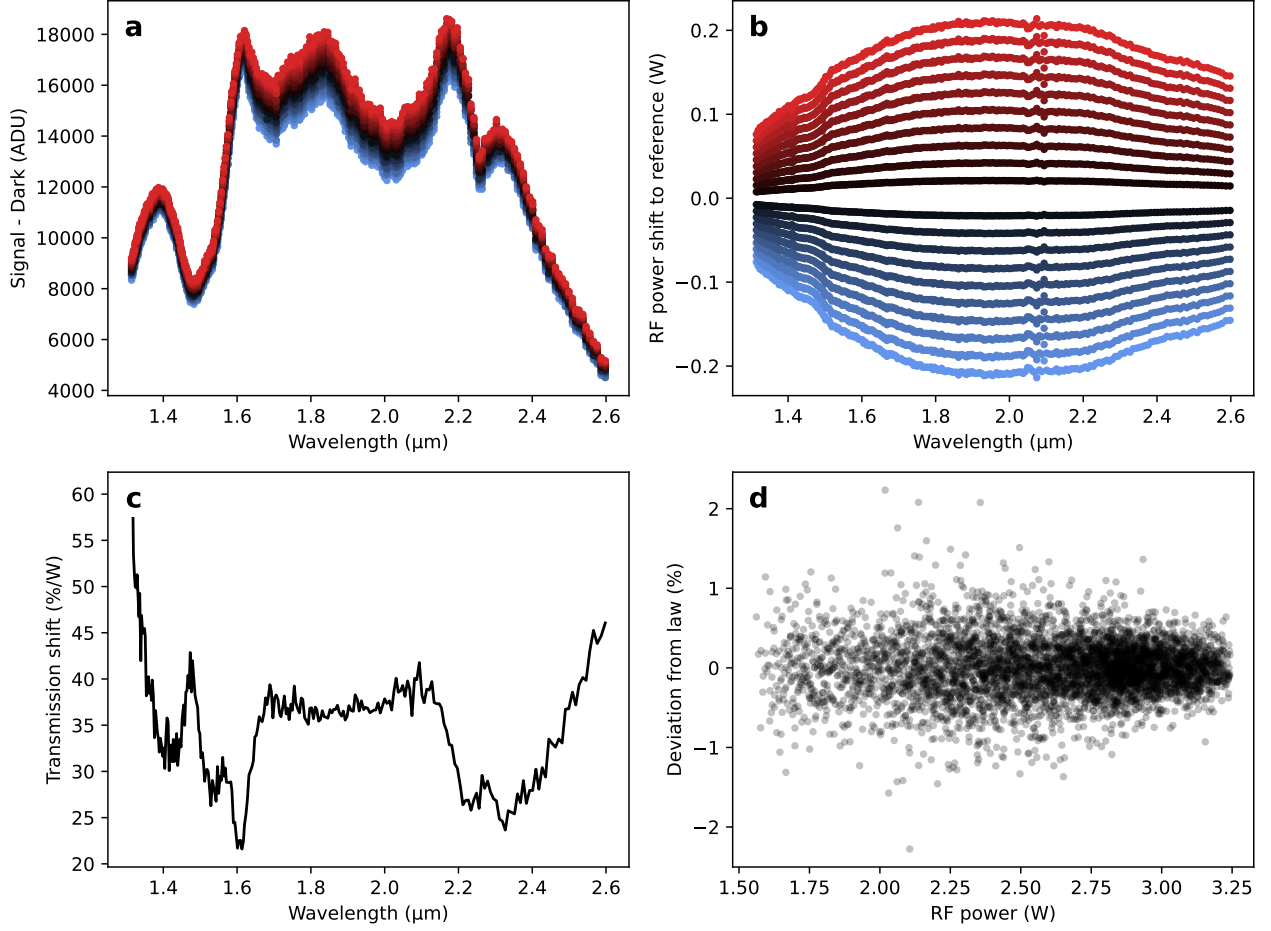 a
Signal - Dark (ADU)
18000
16000
14000
12000
10000
8000
6000
4000
1.4 1.6 1.8 2.0 2.2 2.4 2.6
Wavelength (μm)
b
RF power shift to reference (W)
0.2
0.1
0.0
−0.1
−0.2
1.4 1.6 1.8 2.0 2.2 2.4 2.6
Wavelength (μm)
c
Transmission shift (%/W)
60
55
50
45
40
35
30
25
20
1.4 1.6 1.8 2.0 2.2 2.4 2.6
Wavelength (μm)
d
Deviation from law (%)
2
1
0
−1
−2
1.50 1.75 2.00 2.25 2.50 2.75 3.00 3.25
RF power (W)